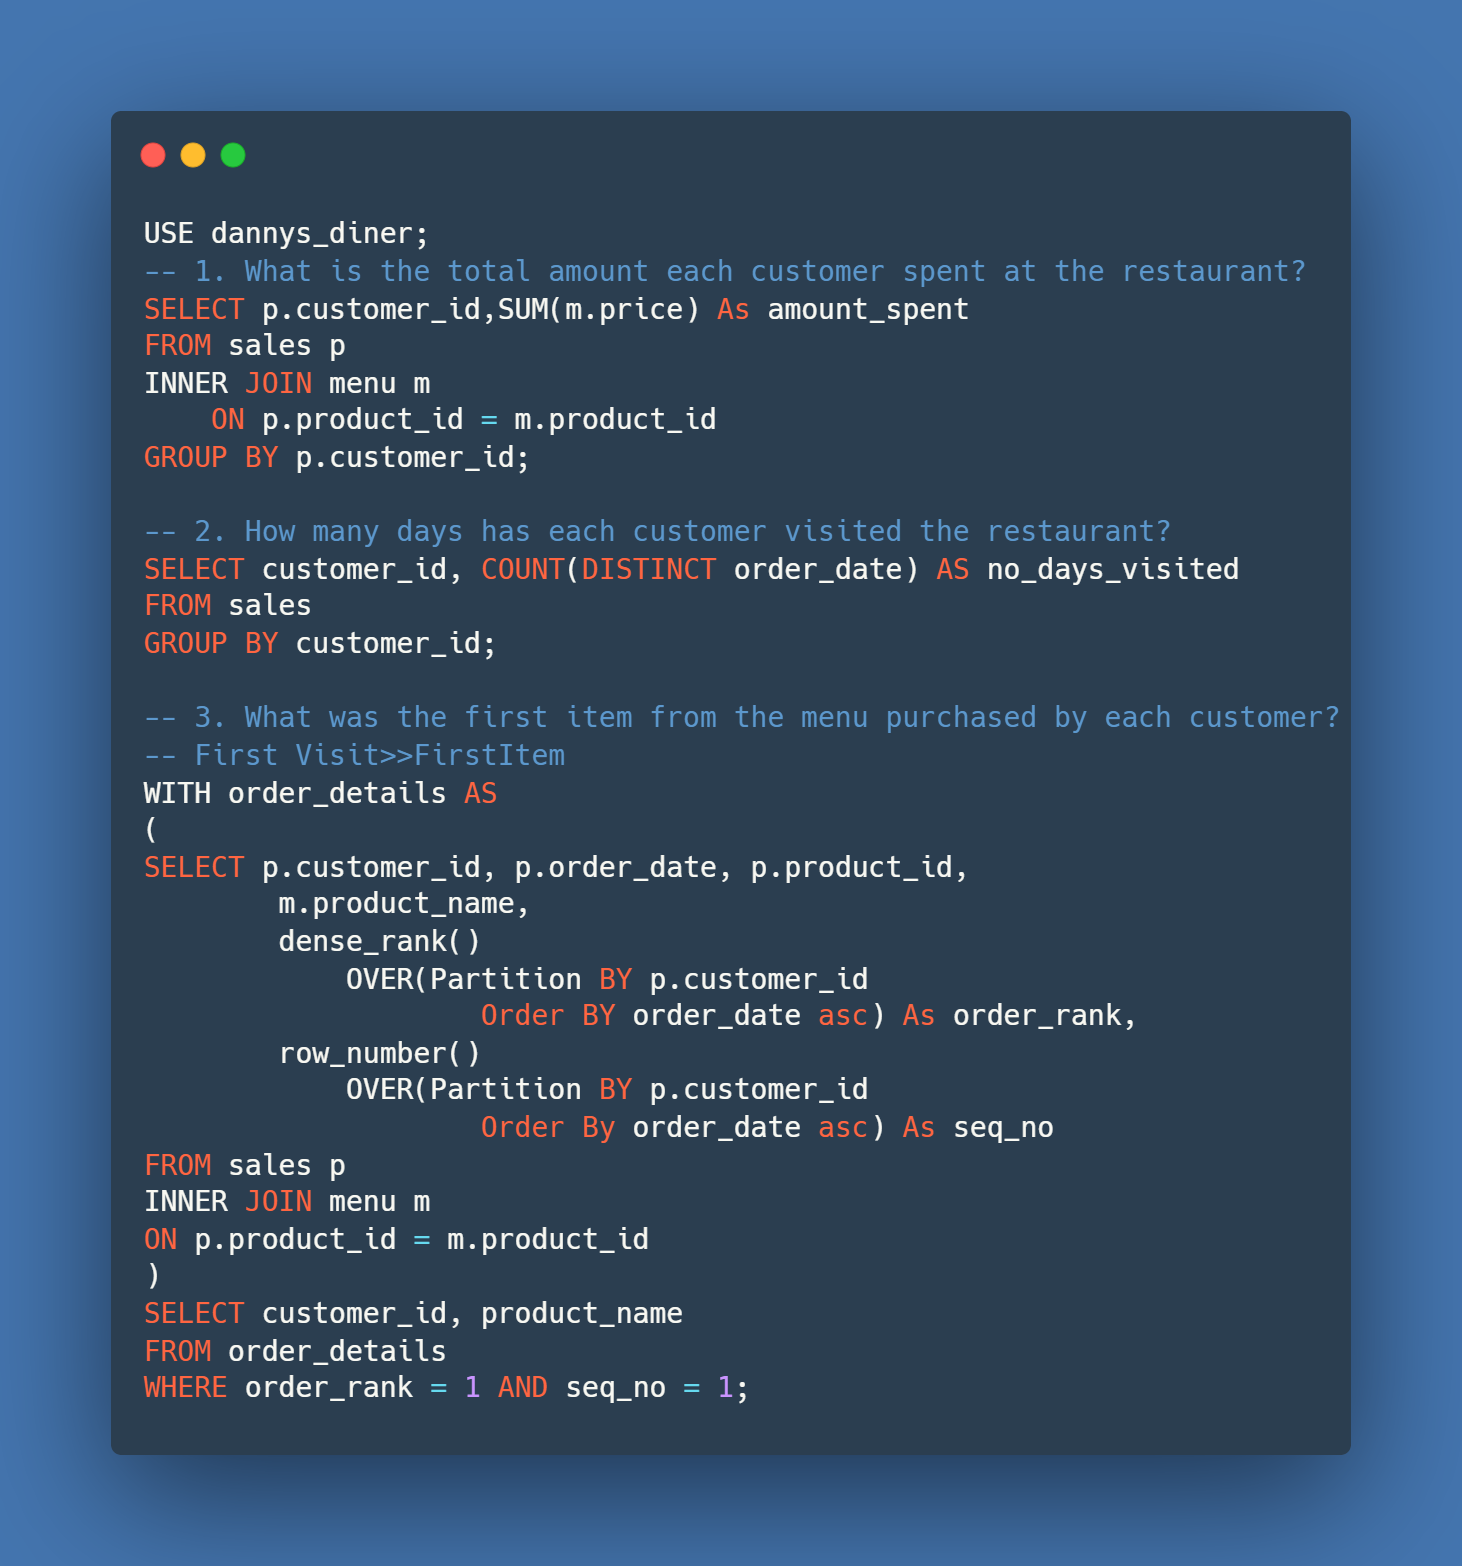 USE dannys_diner;
-- 1. What is the total amount each customer spent at the restaurant?
SELECT p.customer_id,SUM(m.price) As amount_spent
FROM sales p
INNER JOIN menu m
    ON p.product_id = m.product_id
GROUP BY p.customer_id;

-- 2. How many days has each customer visited the restaurant?
SELECT customer_id, COUNT(DISTINCT order_date) AS no_days_visited
FROM sales
GROUP BY customer_id;

-- 3. What was the first item from the menu purchased by each customer?
-- First Visit>>FirstItem
WITH order_details AS
(
SELECT p.customer_id, p.order_date, p.product_id,
        m.product_name,
        dense_rank()
            OVER(Partition BY p.customer_id
                    Order BY order_date asc) As order_rank,
        row_number()
            OVER(Partition BY p.customer_id
                    Order By order_date asc) As seq_no
FROM sales p
INNER JOIN menu m
ON p.product_id = m.product_id
)
SELECT customer_id, product_name
FROM order_details
WHERE order_rank = 1 AND seq_no = 1;